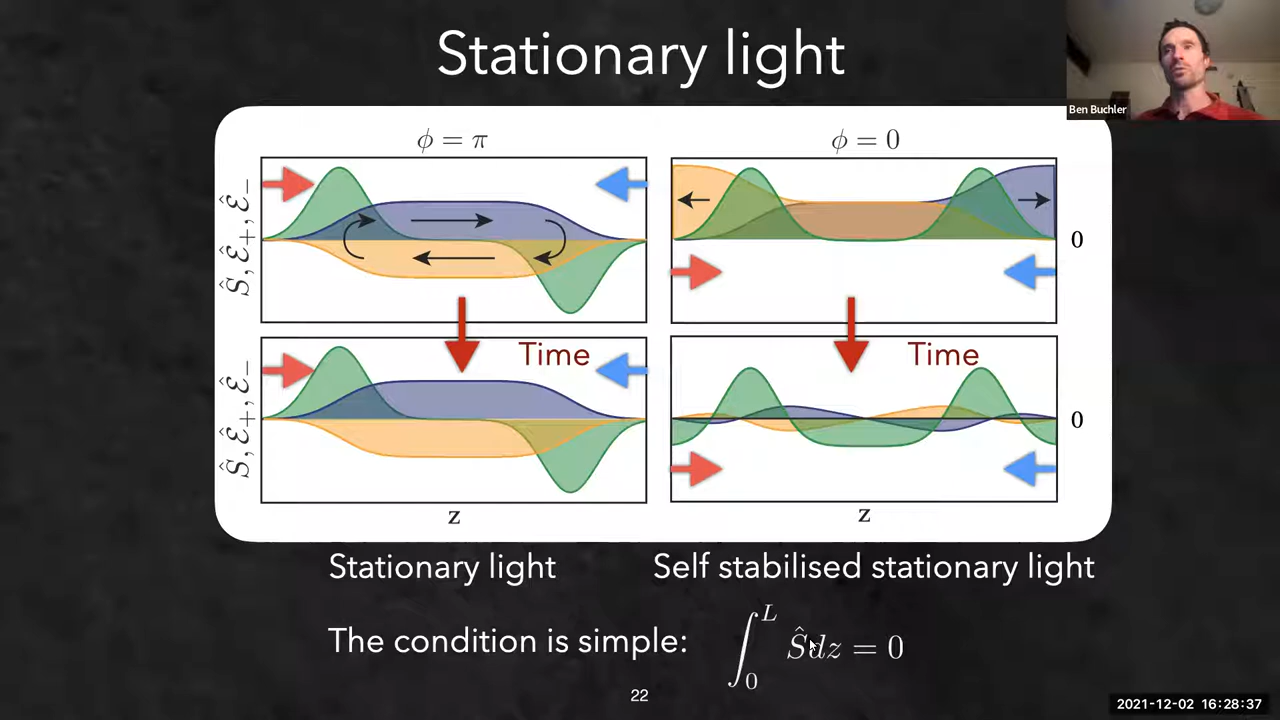 Stationary light
Ben Buchler
ϕ = π
ϕ = 0
Ŝ, ℰ̂₊, ℰ̂₋
0
Time
Time
Ŝ, ℰ̂₊, ℰ̂₋
0
z
z
Stationary light
Self stabilised stationary light
The condition is simple: ∫₀ᴸ Ŝdz = 0
22
2021-12-02 16:28:37